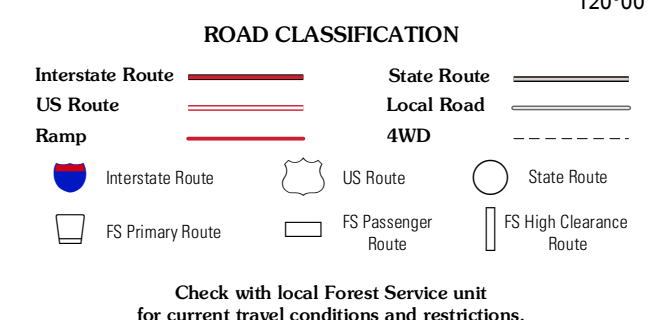 120°00'
ROAD CLASSIFICATION
Interstate Route State Route
US Route Local Road
Ramp 4WD
Interstate Route US Route State Route
FS Primary Route FS Passenger Route FS High Clearance Route
Check with local Forest Service unit
for current travel conditions and restrictions.